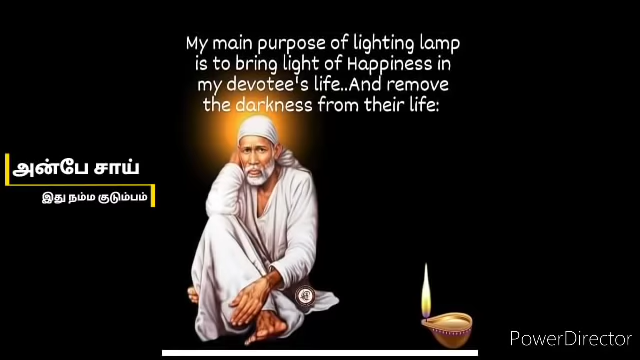 My main purpose of lighting lamp
is to bring light of Happiness in
my devotee's life..And remove
the darkness from their life:
அன்பே சாய்
இது நம்ம குடும்பம்
PowerDirector